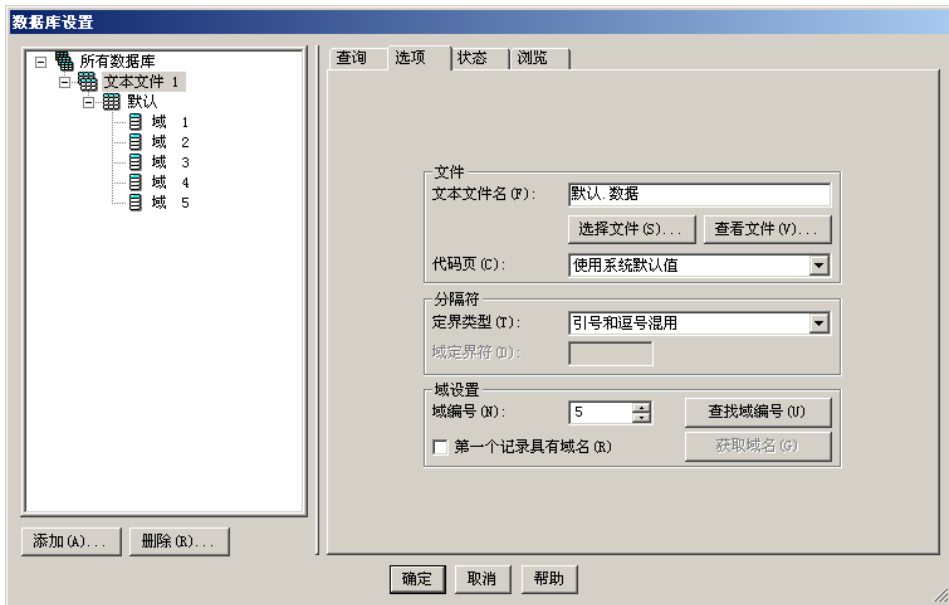 数据库设置
所有数据库
文本文件 1
默认
域 1
域 2
域 3
域 4
域 5
添加(A)...
删除(R)...
查询
选项
状态
浏览
文件
文本文件名(F):
默认.数据
选择文件(S)...
查看文件(V)...
代码页(C):
使用系统默认值
分隔符
定界类型(T):
引号和逗号混用
域定界符(D):
域设置
域编号(N):
5
查找域编号(U)
第一个记录具有域名(R)
获取域名(G)
确定
取消
帮助